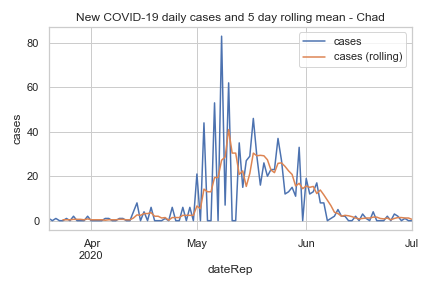 New COVID-19 daily cases and 5 day rolling mean - Chad
cases
cases (rolling)
80
60
40
20
0
cases
Apr
2020
May
Jun
Jul
dateRep